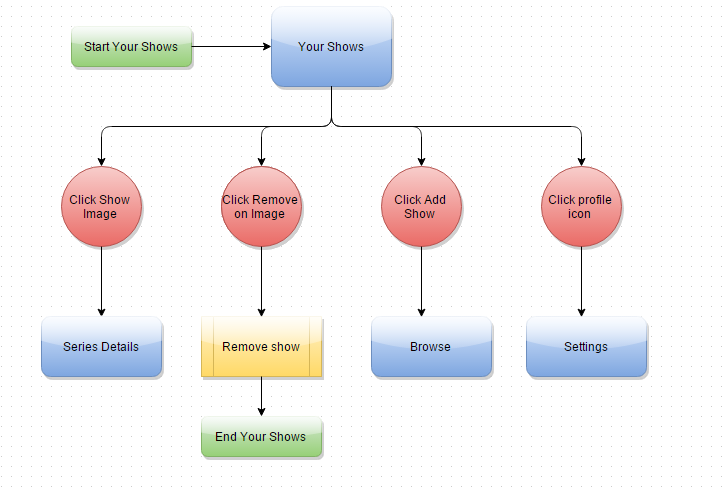 Start Your Shows
Your Shows
Click Show
Image
Click Remove
on Image
Click Add
Show
Click profile
icon
Series Details
Remove show
Browse
Settings
End Your Shows